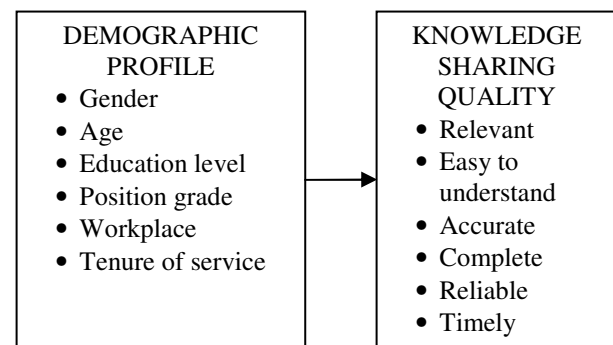 DEMOGRAPHIC
PROFILE
• Gender
• Age
• Education level
• Position grade
• Workplace
• Tenure of service
KNOWLEDGE
SHARING
QUALITY
• Relevant
• Easy to
understand
• Accurate
• Complete
• Reliable
• Timely